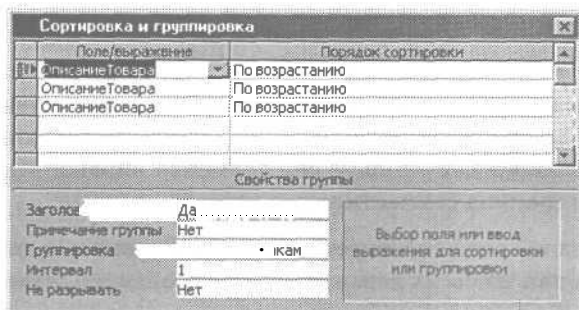 Сортировка и группировка
Поле/выражение Порядок сортировки
ОписаниеТовара По возрастанию
ОписаниеТовара По возрастанию
ОписаниеТовара По возрастанию
Свойства группы
Да
Примечание группы Нет
Группировка
Интервал 1
Не разрывать Нет
Выбор поля или ввод
выражения для сортировки
или группировки